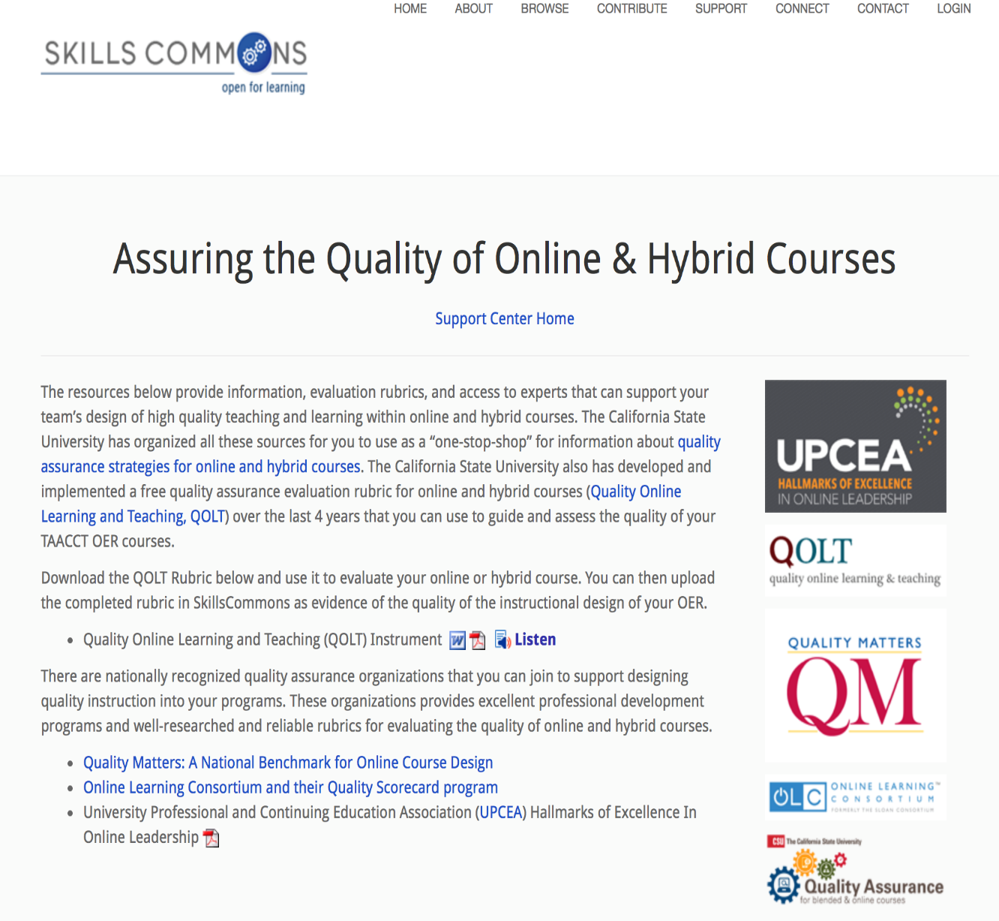 HOME ABOUT BROWSE CONTRIBUTE SUPPORT CONNECT CONTACT LOGIN
SKILLS COMMONS
open for learning
Assuring the Quality of Online & Hybrid Courses
Support Center Home
The resources below provide information, evaluation rubrics, and access to experts that can support your
team’s design of high quality teaching and learning within online and hybrid courses. The California State
University has organized all these sources for you to use as a “one-stop-shop” for information about quality
assurance strategies for online and hybrid courses. The California State University also has developed and
implemented a free quality assurance evaluation rubric for online and hybrid courses (Quality Online
Learning and Teaching, QOLT) over the last 4 years that you can use to guide and assess the quality of your
TAACCT OER courses.
Download the QOLT Rubric below and use it to evaluate your online or hybrid course. You can then upload
the completed rubric in SkillsCommons as evidence of the quality of the instructional design of your OER.
• Quality Online Learning and Teaching (QOLT) Instrument W Listen
There are nationally recognized quality assurance organizations that you can join to support designing
quality instruction into your programs. These organizations provides excellent professional development
programs and well-researched and reliable rubrics for evaluating the quality of online and hybrid courses.
• Quality Matters: A National Benchmark for Online Course Design
• Online Learning Consortium and their Quality Scorecard program
• University Professional and Continuing Education Association (UPCEA) Hallmarks of Excellence In
Online Leadership
UPCEA
HALLMARKS OF EXCELLENCE
IN ONLINE LEADERSHIP
QOLT
quality online learning & teaching
QUALITY MATTERS
QM
OLC ONLINE LEARNING™
CONSORTIUM
FORMERLY THE SLOAN CONSORTIUM
CSU The California State University
Quality Assurance
for blended & online courses